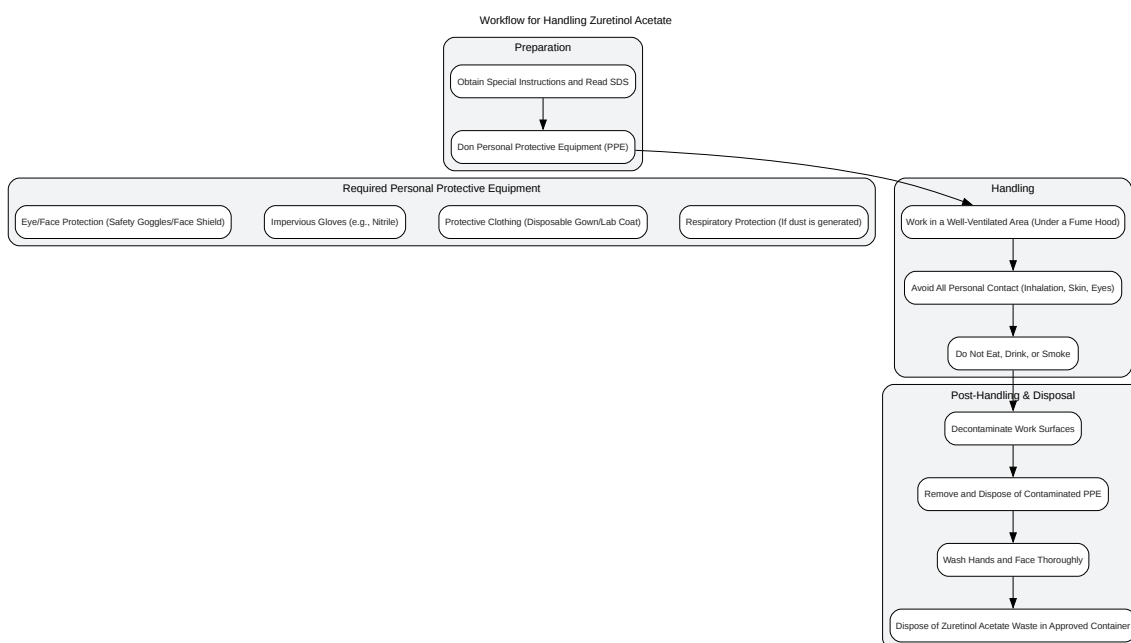 Workflow for Handling Zuretinol Acetate
Preparation
Obtain Special Instructions and Read SDS
Don Personal Protective Equipment (PPE)
Required Personal Protective Equipment
Eye/Face Protection (Safety Goggles/Face Shield)
Impervious Gloves (e.g., Nitrile)
Protective Clothing (Disposable Gown/Lab Coat)
Respiratory Protection (If dust is generated)
Handling
Work in a Well-Ventilated Area (Under a Fume Hood)
Avoid All Personal Contact (Inhalation, Skin, Eyes)
Do Not Eat, Drink, or Smoke
Post-Handling & Disposal
Decontaminate Work Surfaces
Remove and Dispose of Contaminated PPE
Wash Hands and Face Thoroughly
Dispose of Zuretinol Acetate Waste in Approved Container